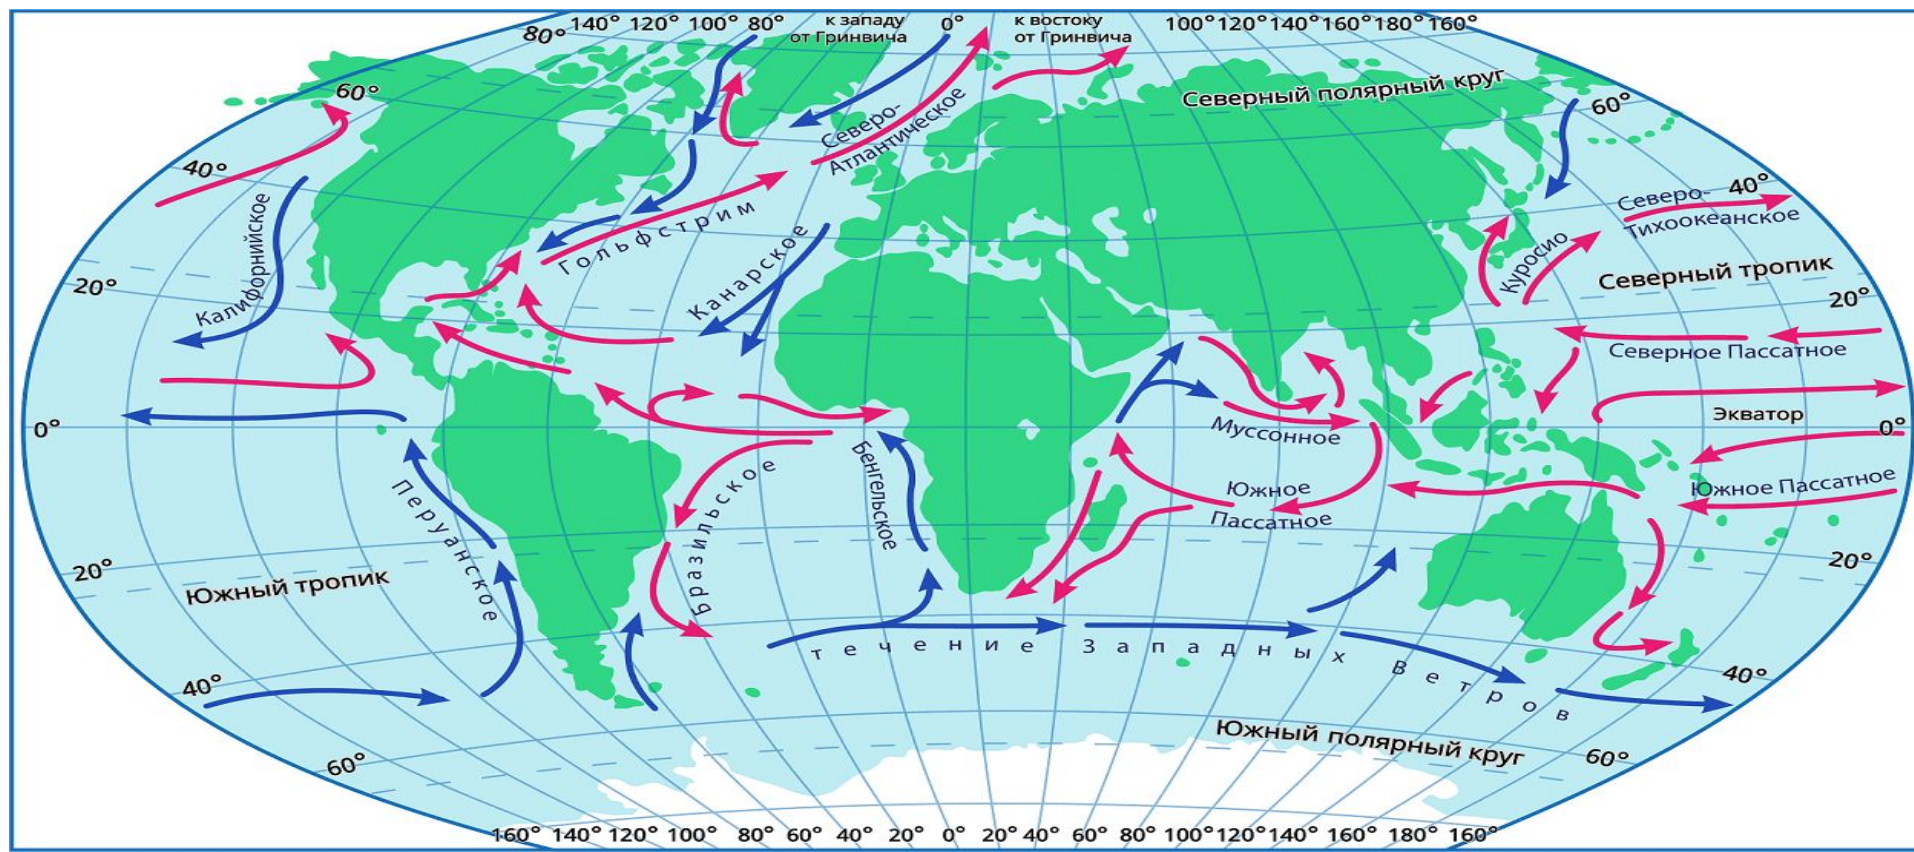 140° 120° 100° 80° к западу 0° к востоку 100° 120° 140° 160° 180° 160°
от Гринвича от Гринвича
80°
60° Северный полярный круг 60°
Северо-
Атлантическое
40° 40°
Северо-
Тихоокеанское
Калифорнийское
Гольфстрим
Канарское
Куросио
Северный тропик
20° 20°
Северное Пассатное
Экватор
0° 0°
Муссонное
Бенгельское
Бразильское
Перуанское
Южное
Пассатное
Южное Пассатное
20° 20°
Южный тропик
течение Западных Ветров
40° 40°
Южный полярный круг
60° 60°
160° 140° 120° 100° 80° 60° 40° 20° 0° 20° 40° 60° 80° 100° 120° 140° 160° 180° 160°